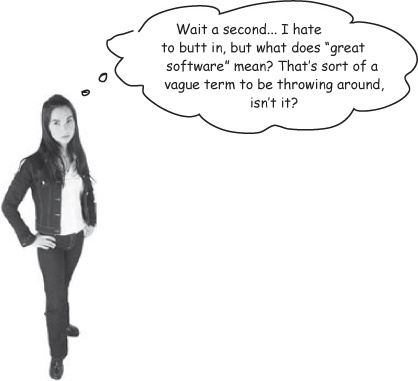 Wait a second... I hate
to butt in, but what does “great
software” mean? That’s sort of a
vague term to be throwing around,
isn’t it?